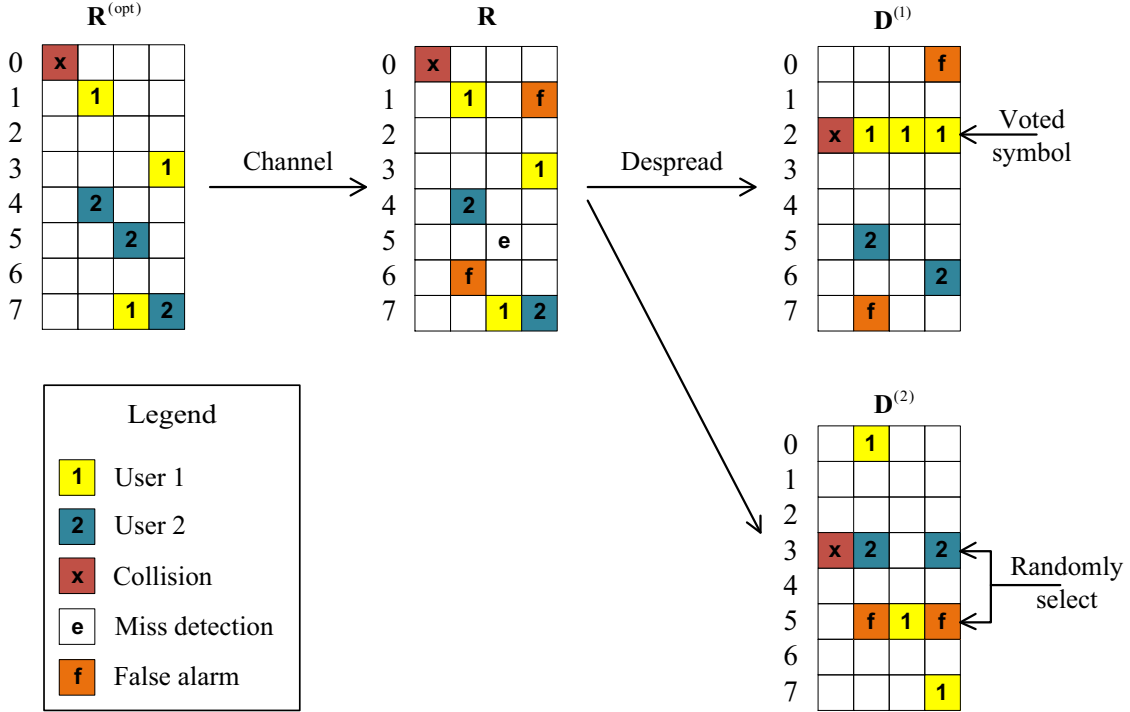 R^(opt)
R
D^(1)
0 x
1 1
2
3 1
4 2
5 2
6
7 1 2
Channel
0 x
1 1 f
2
3 1
4 2
5 e
6 f
7 1 2
Despread
0 f
1
2 x 1 1 1
3
4
5 2
6 2
7 f
Voted
symbol
Legend
1 User 1
2 User 2
x Collision
e Miss detection
f False alarm
D^(2)
0 1
1
2
3 x 2 2
4
5 f 1 f
6
7 1
Randomly
select